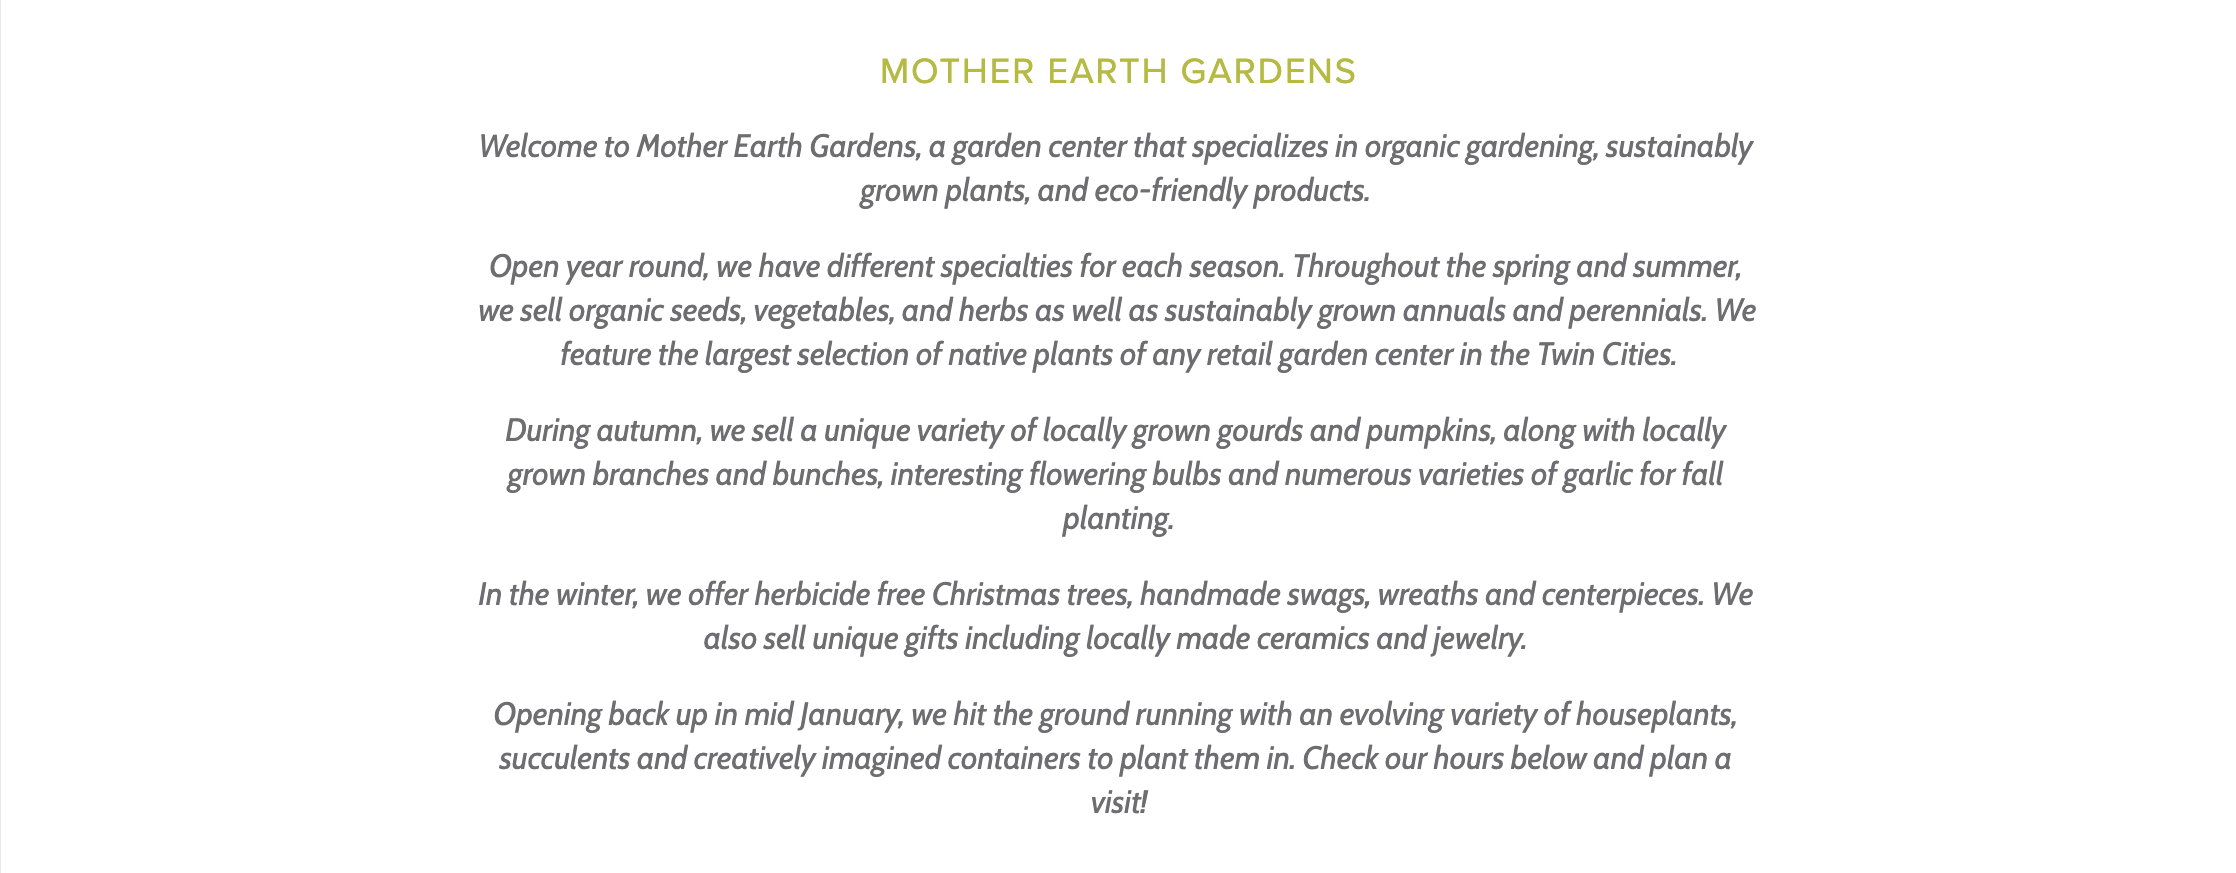 MOTHER EARTH GARDENS
Welcome to Mother Earth Gardens, a garden center that specializes in organic gardening, sustainably
grown plants, and eco-friendly products.
Open year round, we have different specialties for each season. Throughout the spring and summer,
we sell organic seeds, vegetables, and herbs as well as sustainably grown annuals and perennials. We
feature the largest selection of native plants of any retail garden center in the Twin Cities.
During autumn, we sell a unique variety of locally grown gourds and pumpkins, along with locally
grown branches and bunches, interesting flowering bulbs and numerous varieties of garlic for fall
planting.
In the winter, we offer herbicide free Christmas trees, handmade swags, wreaths and centerpieces. We
also sell unique gifts including locally made ceramics and jewelry.
Opening back up in mid January, we hit the ground running with an evolving variety of houseplants,
succulents and creatively imagined containers to plant them in. Check our hours below and plan a
visit!